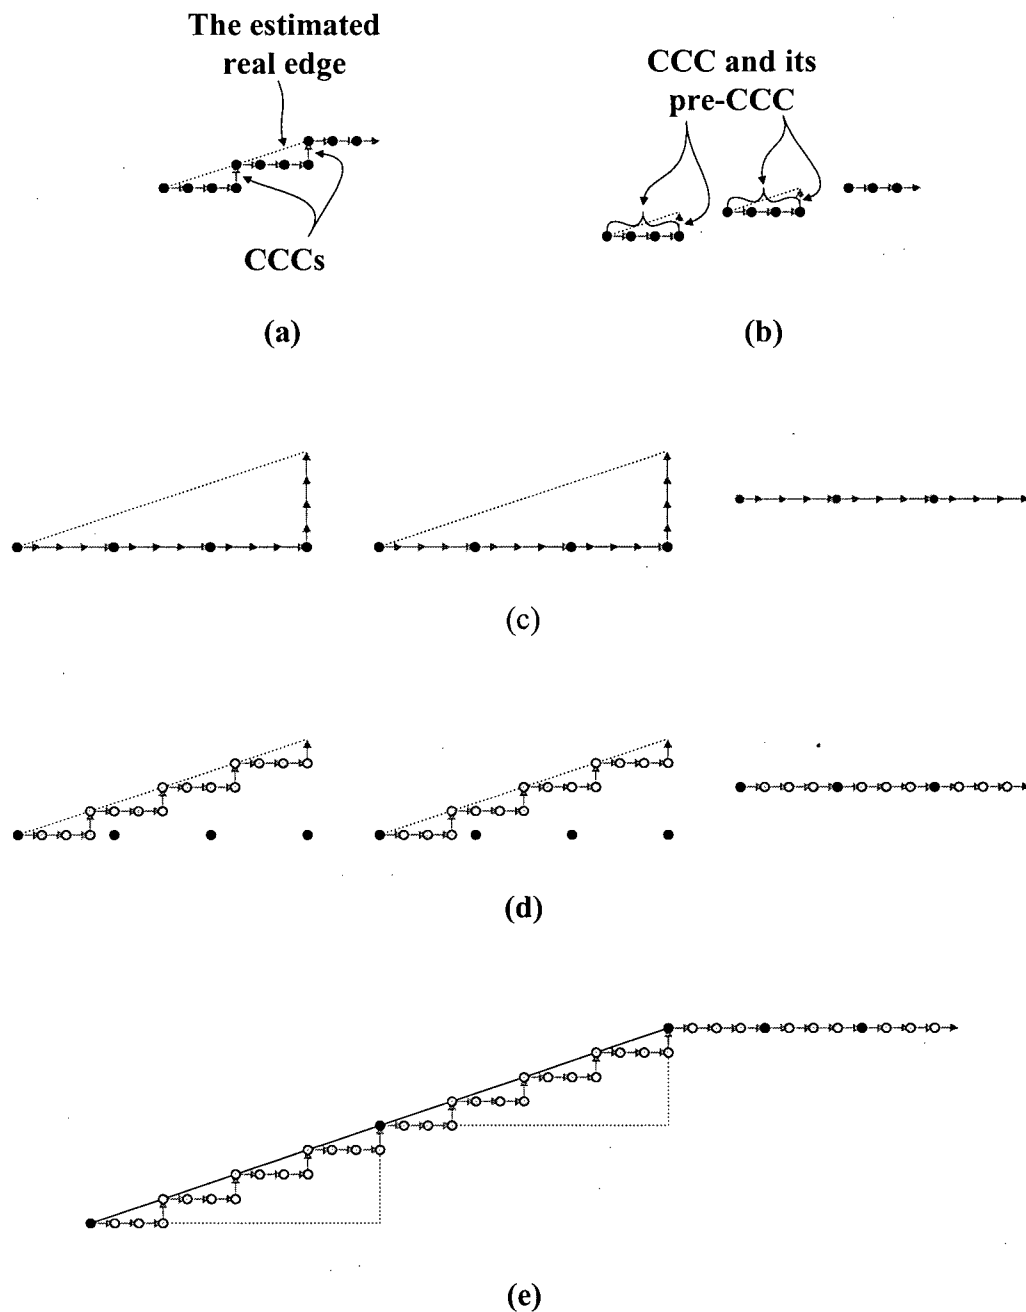 The estimated
real edge
CCC and its
pre-CCC
CCCs
(a)
(b)
(c)
(d)
(e)